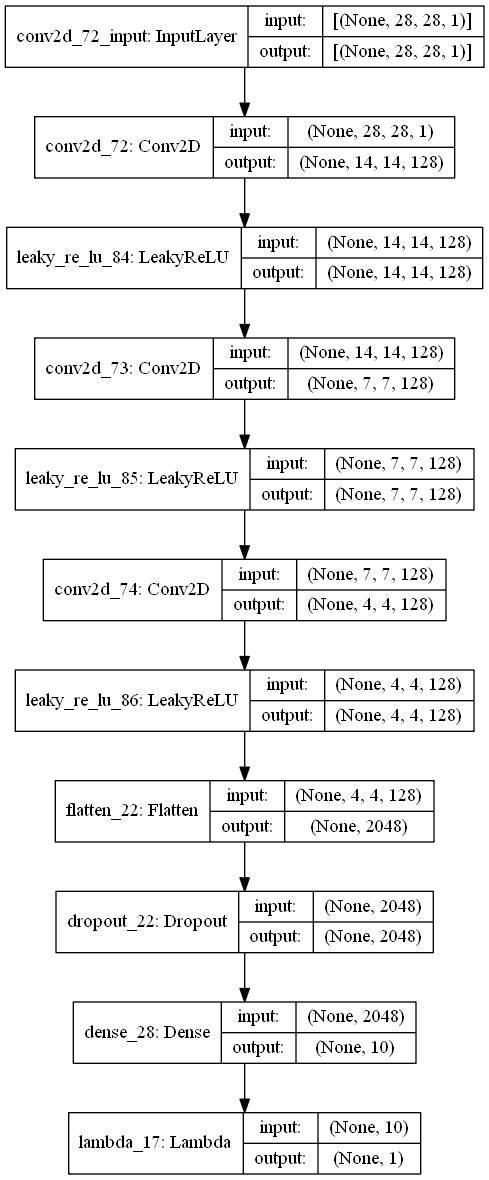 conv2d_72_input: InputLayer
input: [(None, 28, 28, 1)]
output: [(None, 28, 28, 1)]
conv2d_72: Conv2D
input: (None, 28, 28, 1)
output: (None, 14, 14, 128)
leaky_re_lu_84: LeakyReLU
input: (None, 14, 14, 128)
output: (None, 14, 14, 128)
conv2d_73: Conv2D
input: (None, 14, 14, 128)
output: (None, 7, 7, 128)
leaky_re_lu_85: LeakyReLU
input: (None, 7, 7, 128)
output: (None, 7, 7, 128)
conv2d_74: Conv2D
input: (None, 7, 7, 128)
output: (None, 4, 4, 128)
leaky_re_lu_86: LeakyReLU
input: (None, 4, 4, 128)
output: (None, 4, 4, 128)
flatten_22: Flatten
input: (None, 4, 4, 128)
output: (None, 2048)
dropout_22: Dropout
input: (None, 2048)
output: (None, 2048)
dense_28: Dense
input: (None, 2048)
output: (None, 10)
lambda_17: Lambda
input: (None, 10)
output: (None, 1)